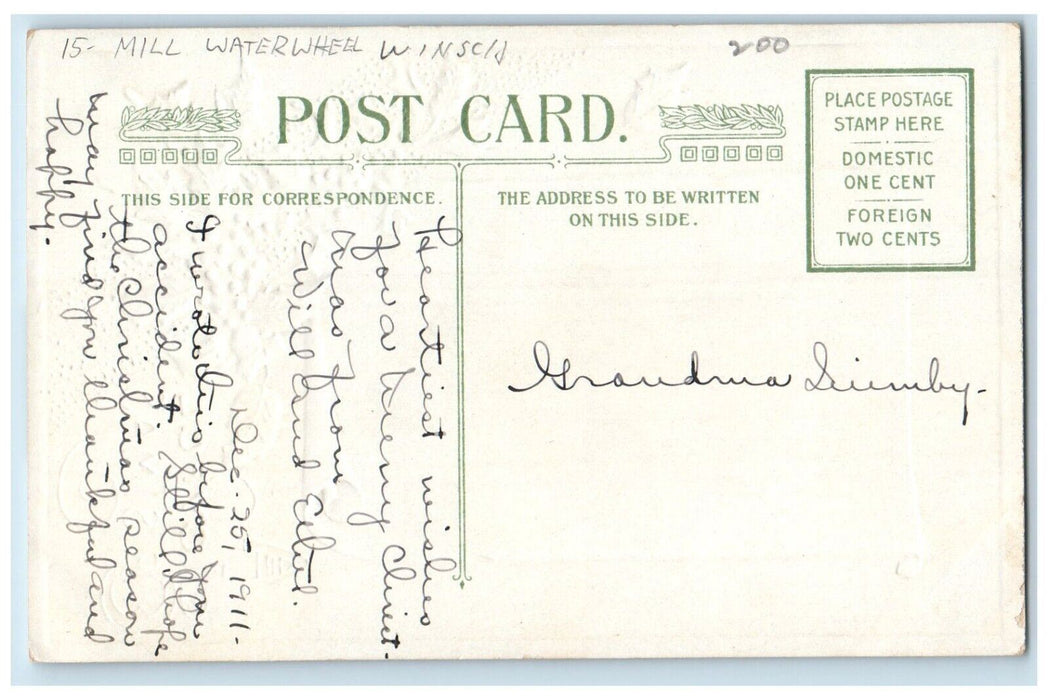 15- MILL WATERWHEEL WINSCH
200
POST CARD.
THIS SIDE FOR CORRESPONDENCE.
THE ADDRESS TO BE WRITTEN
ON THIS SIDE.
PLACE POSTAGE
STAMP HERE
DOMESTIC
ONE CENT
FOREIGN
TWO CENTS
Heartiest wishes
for a Merry Christ-
mas from
Will and Ethel.
Dec. 25, 1911-
I wrote this before your
accident. Still I hope
the Christmas season
may find you thankful and
happy.
Grandma